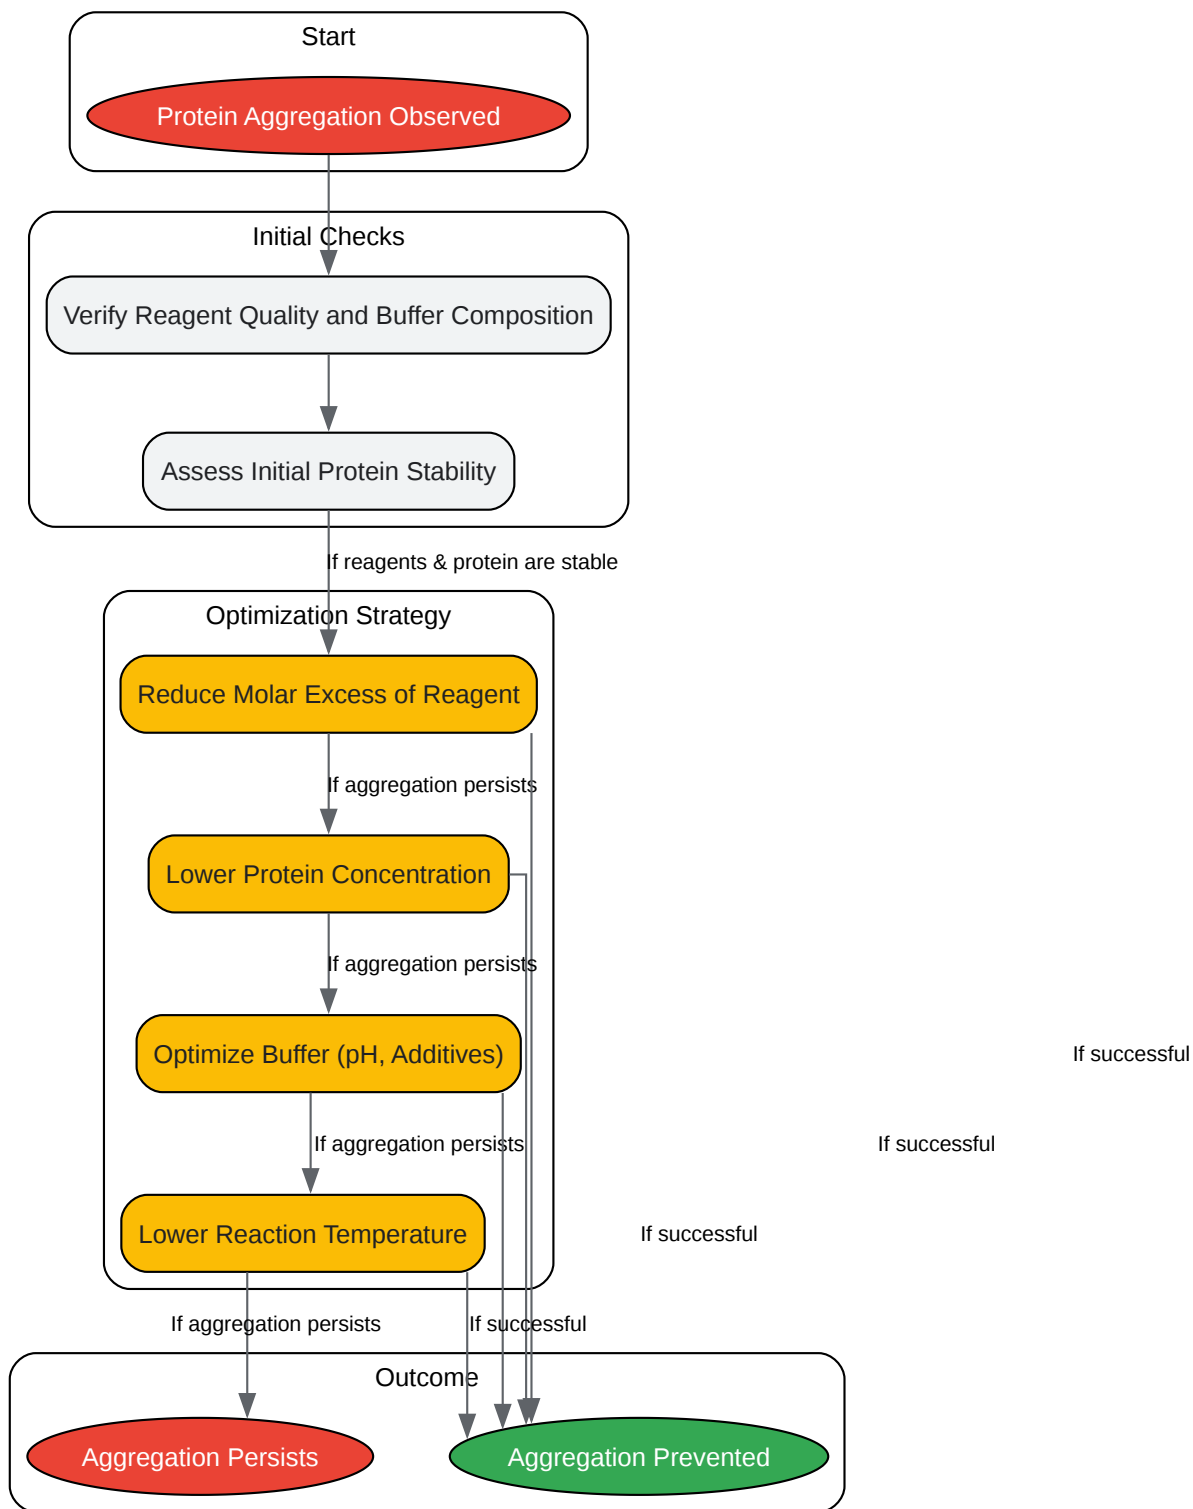 Start
Protein Aggregation Observed
Initial Checks
Verify Reagent Quality and Buffer Composition
Assess Initial Protein Stability
If reagents & protein are stable
Optimization Strategy
Reduce Molar Excess of Reagent
If aggregation persists
Lower Protein Concentration
If aggregation persists
Optimize Buffer (pH, Additives)
If successful
If aggregation persists
If successful
Lower Reaction Temperature
If successful
If aggregation persists
If successful
Outcome
Aggregation Persists
Aggregation Prevented